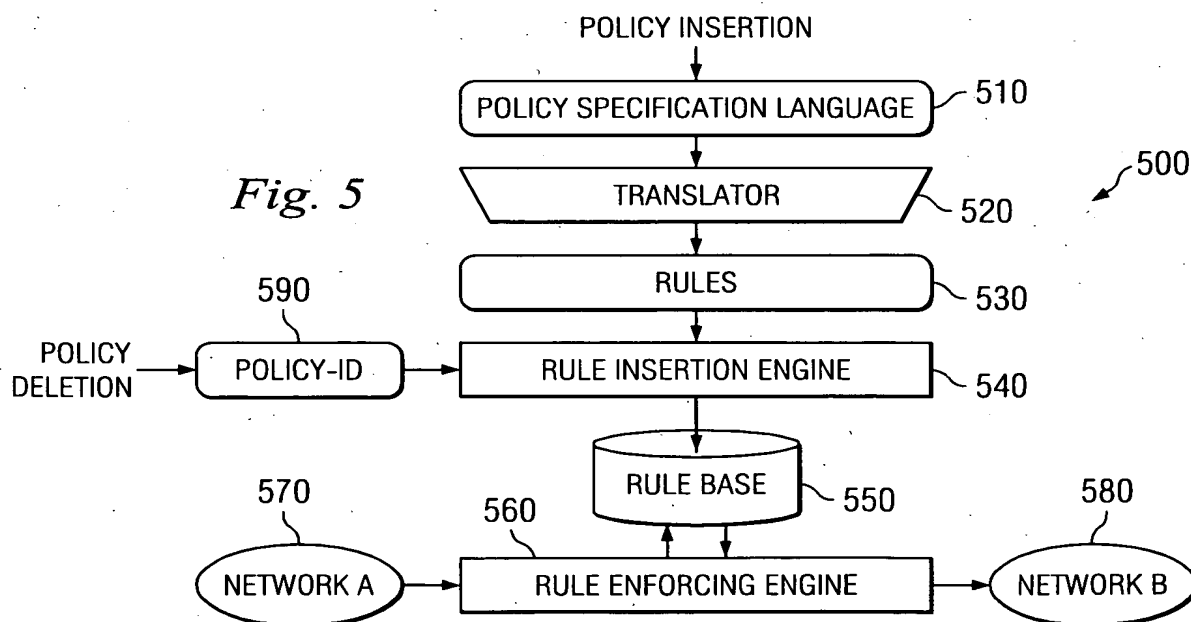 POLICY INSERTION
POLICY SPECIFICATION LANGUAGE
510
Fig. 5
TRANSLATOR
520
500
RULES
530
590
POLICY
DELETION
POLICY-ID
RULE INSERTION ENGINE
540
RULE BASE
550
570
560
580
NETWORK A
RULE ENFORCING ENGINE
NETWORK B